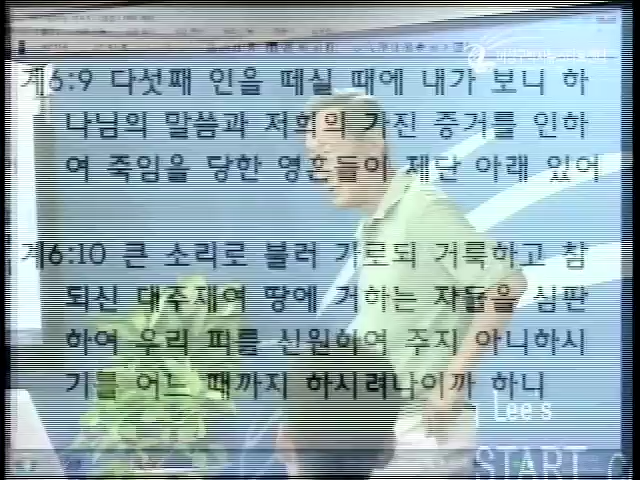 계6:9 다섯째 인을 떼실 때에 내가 보니 하
나님의 말씀과 저희의 가진 증거를 인하
여 죽임을 당한 영혼들이 제단 아래 있어
계6:10 큰 소리로 불러 가로되 거룩하고 참
되신 대주재여 땅에 거하는 자들을 심판
하여 우리 피를 신원하여 주지 아니하시
기를 어느 때까지 하시려나이까 하니
Lee's
START